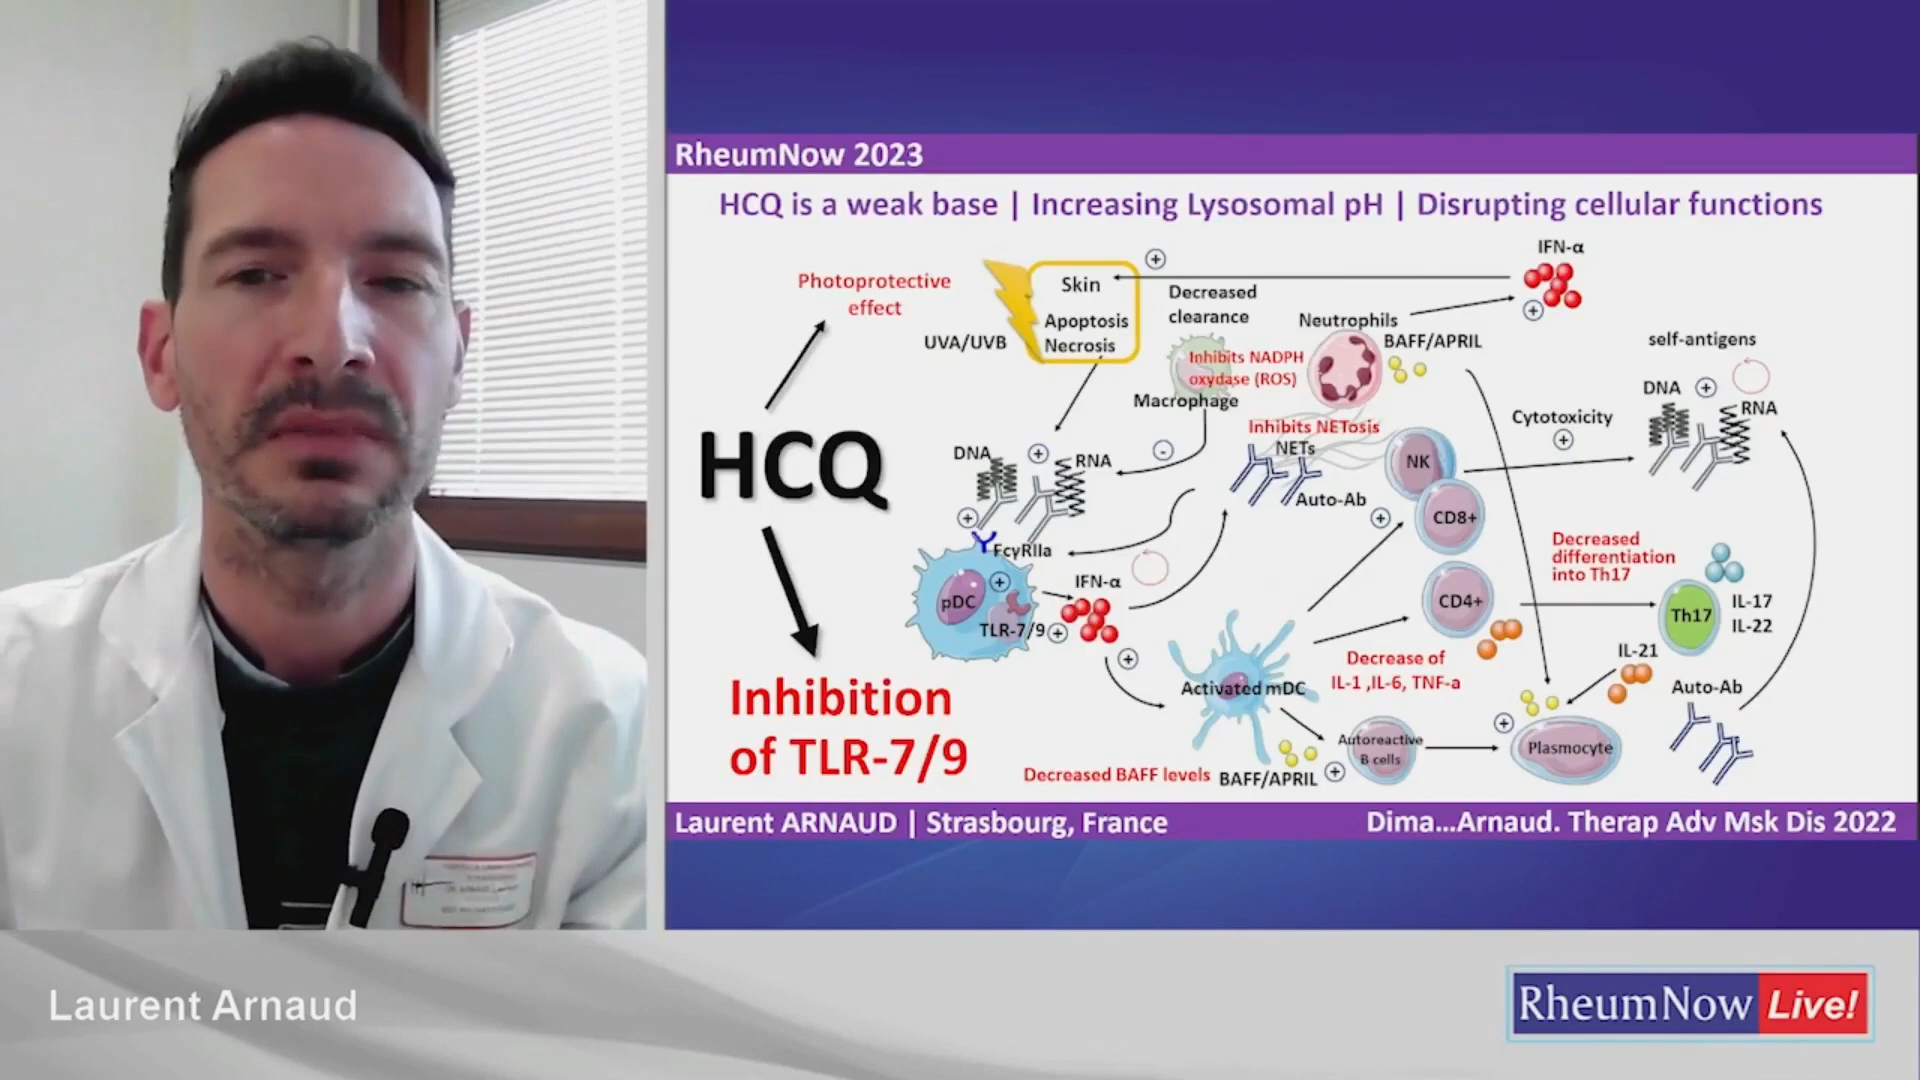 RheumNow 2023
HCQ is a weak base | Increasing Lysosomal pH | Disrupting cellular functions
IFN-α
Photoprotective
effect
UVA/UVB
Skin
Apoptosis
Necrosis
+
Decreased
clearance
Inhibits NADPH
oxydase (ROS)
Macrophage
Neutrophils
BAFF/APRIL
+
self-antigens
DNA
+
RNA
Cytotoxicity
+
HCQ
DNA
+
RNA
-
Inhibits NETosis
NETs
Auto-Ab
+
NK
CD8+
+
FcγRIIa
pDC
+
TLR-7/9
+
IFN-α
+
CD4+
Decreased
differentiation
into Th17
Th17
IL-17
IL-22
IL-21
Inhibition
of TLR-7/9
Activated mDC
Decrease of
IL-1 ,IL-6, TNF-a
Decreased BAFF levels
BAFF/APRIL
+
Autoreactive
B cells
+
Plasmocyte
Auto-Ab
Laurent ARNAUD | Strasbourg, France
Dima...Arnaud. Therap Adv Msk Dis 2022
Laurent Arnaud
RheumNow Live!